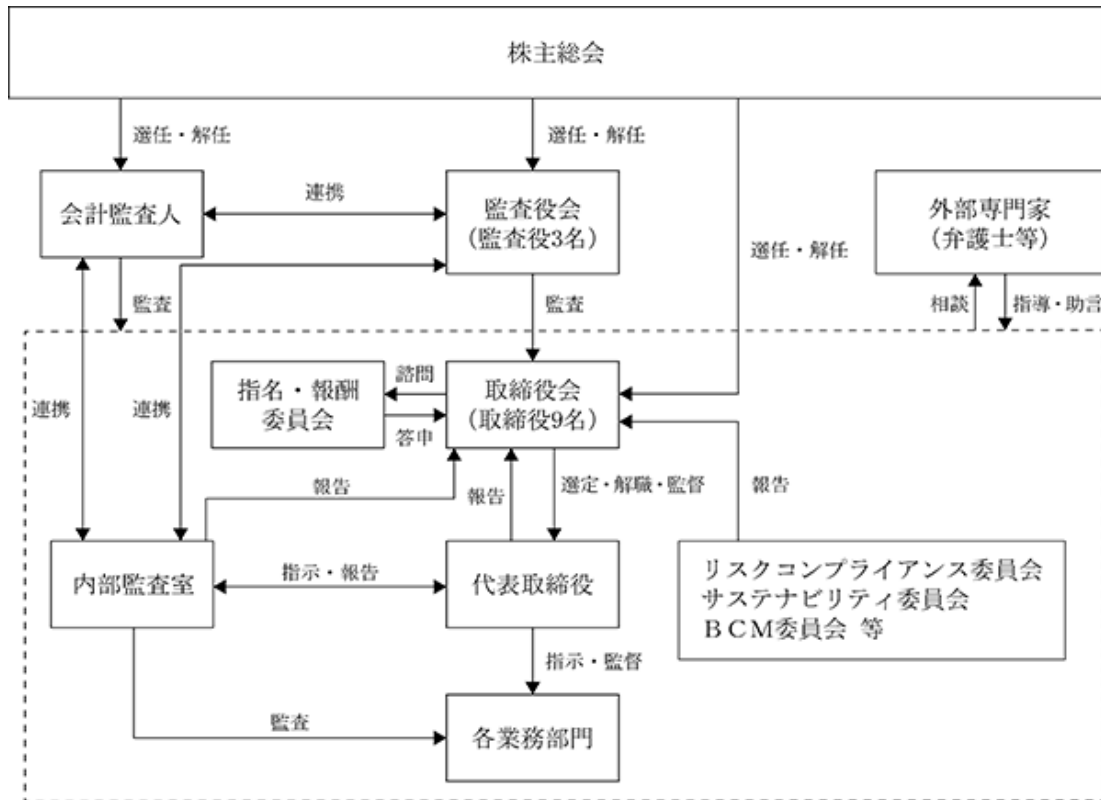 株主総会
選任・解任
選任・解任
会計監査人
連携
監査役会
(監査役3名)
外部専門家
(弁護士等)
選任・解任
監査
監査
相談
指導・助言
指名・報酬
委員会
諮問
答申
取締役会
(取締役9名)
連携
連携
報告
報告
選定・解職・監督
報告
内部監査室
指示・報告
代表取締役
リスクコンプライアンス委員会
サステナビリティ委員会
ＢＣＭ委員会 等
指示・監督
監査
各業務部門